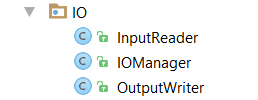 IO
C InputReader
C IOManager
C OutputWriter